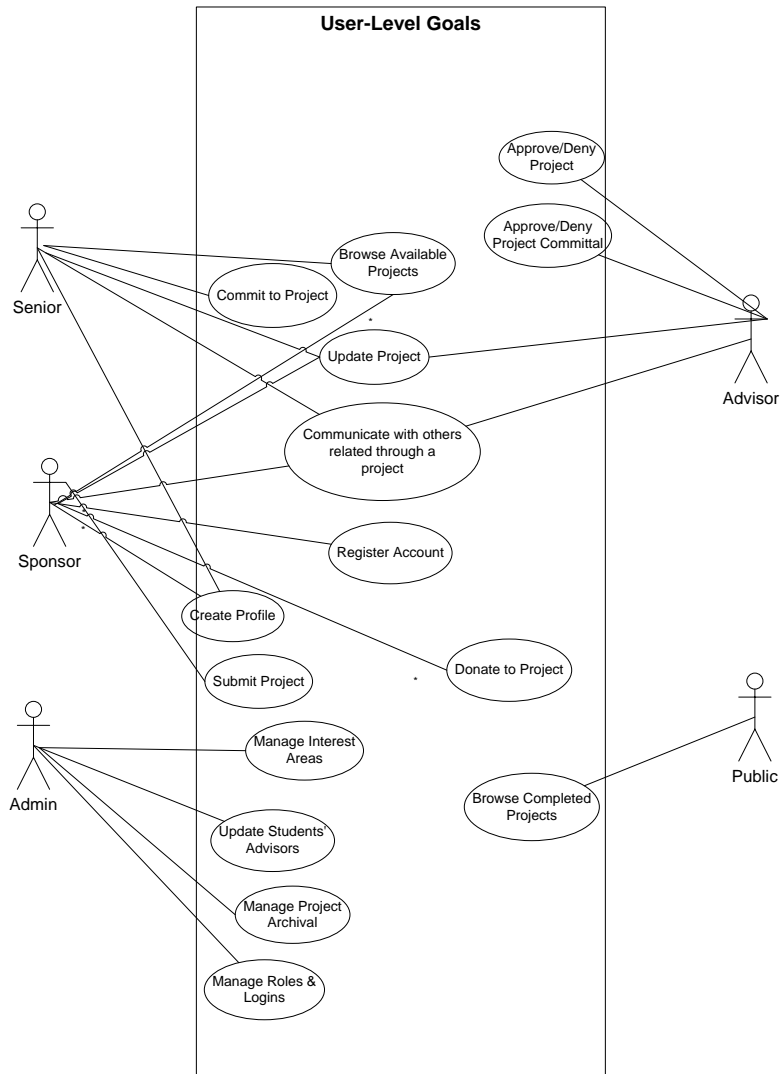 User-Level Goals
Approve/Deny
Project
Approve/Deny
Project Committal
Browse Available
Projects
Senior
Commit to Project
*
Update Project
Advisor
Communicate with others
related through a
project
Sponsor
*
*
Register Account
Create Profile
Donate to Project
Submit Project
*
Manage Interest
Areas
Admin
Public
Browse Completed
Projects
Update Students'
Advisors
Manage Project
Archival
Manage Roles &
Logins